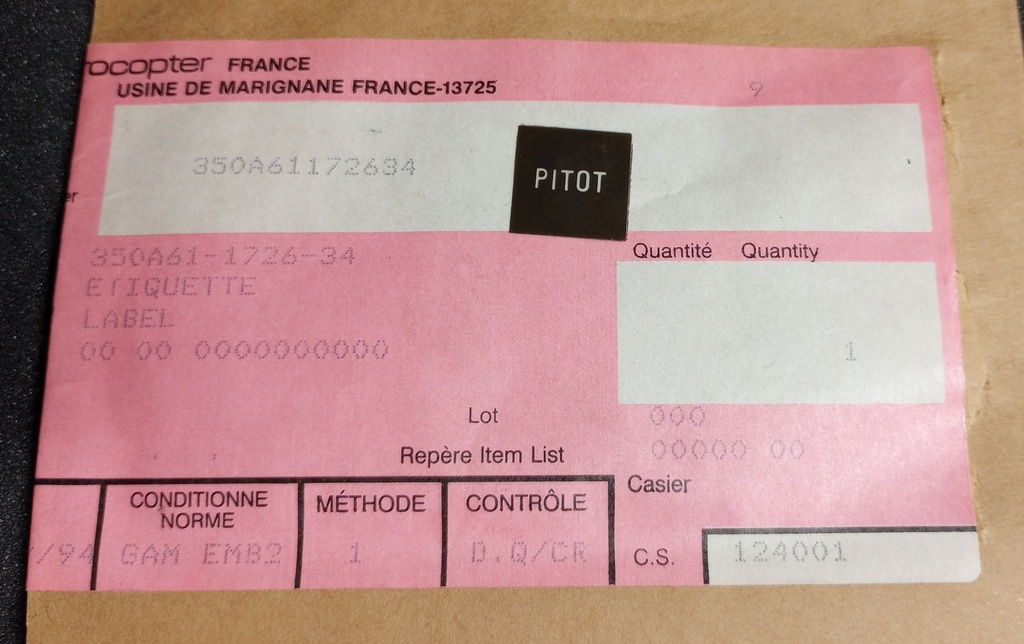 rocopter FRANCE
USINE DE MARIGNANE FRANCE-13725
9
350A61172634
PITOT
er
Quantité Quantity
350A61-1726-34
ETIQUETTE
LABEL
1
00 00 0000000000
Lot
000
Repère Item List
00000 00
Casier
CONDITIONNE
NORME
MÉTHODE
CONTRÔLE
/94
GAM EMB2
1
D.Q/CR
C.S.
124001